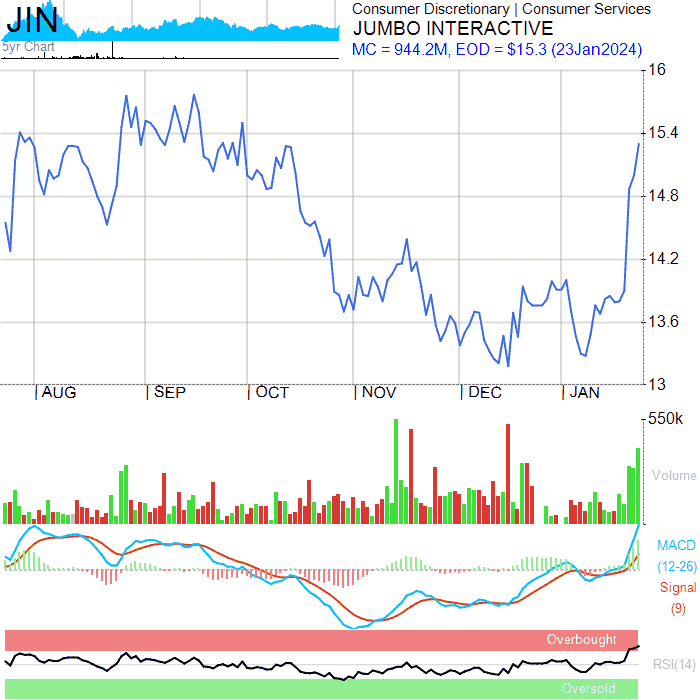 JIN
5yr Chart
Consumer Discretionary | Consumer Services
JUMBO INTERACTIVE
MC = 944.2M, EOD = $15.3 (23Jan2024)
16
15.4
14.8
14.2
13.6
13
AUG SEP OCT NOV DEC JAN
550k
Volume
MACD
(12-26)
Signal
(9)
Overbought
RSI(14)
Oversold